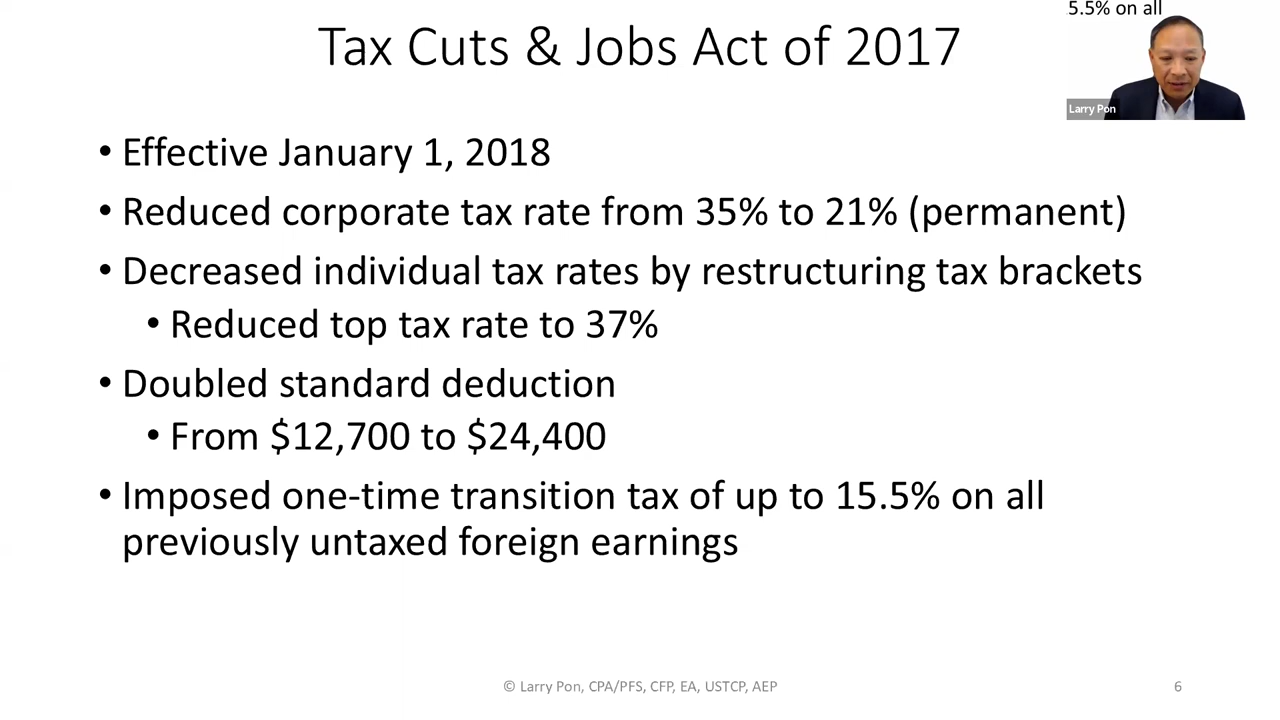 Tax Cuts & Jobs Act of 2017
5.5% on all
Larry Pon
• Effective January 1, 2018
• Reduced corporate tax rate from 35% to 21% (permanent)
• Decreased individual tax rates by restructuring tax brackets
• Reduced top tax rate to 37%
• Doubled standard deduction
• From $12,700 to $24,400
• Imposed one-time transition tax of up to 15.5% on all
previously untaxed foreign earnings
© Larry Pon, CPA/PFS, CFP, EA, USTCP, AEP
6